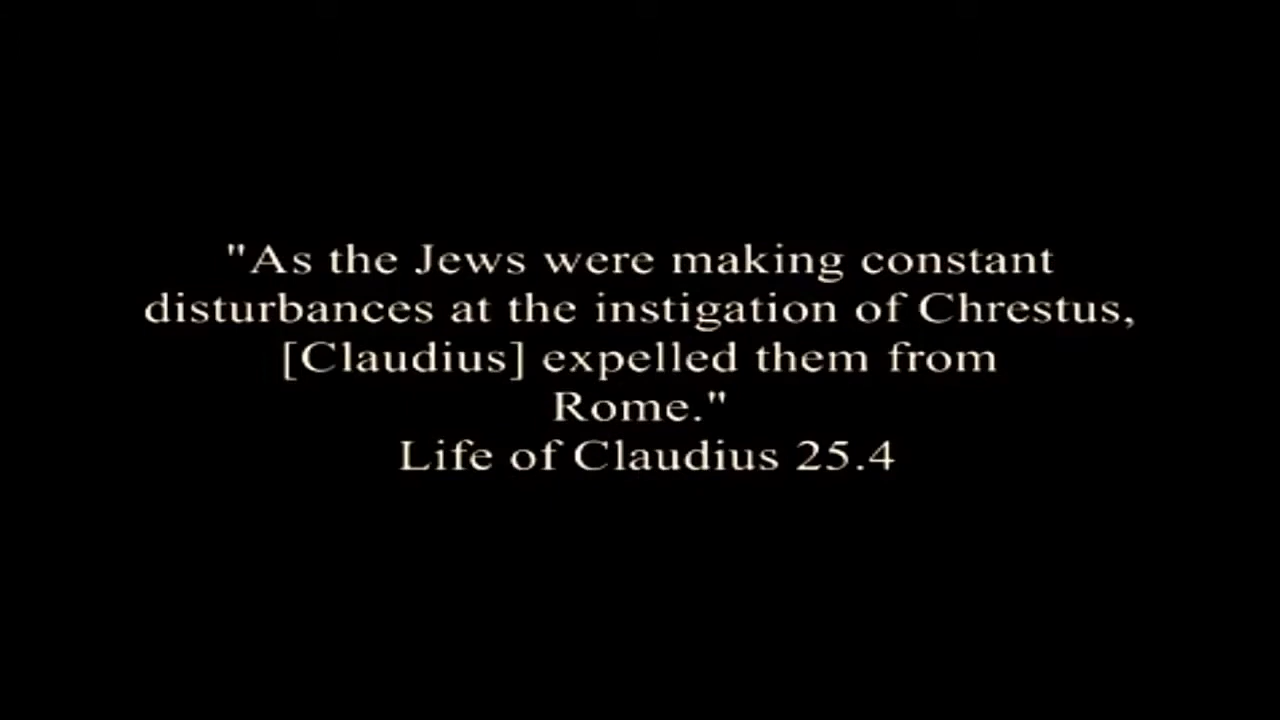 "As the Jews were making constant
disturbances at the instigation of Chrestus,
[Claudius] expelled them from
Rome."
Life of Claudius 25.4